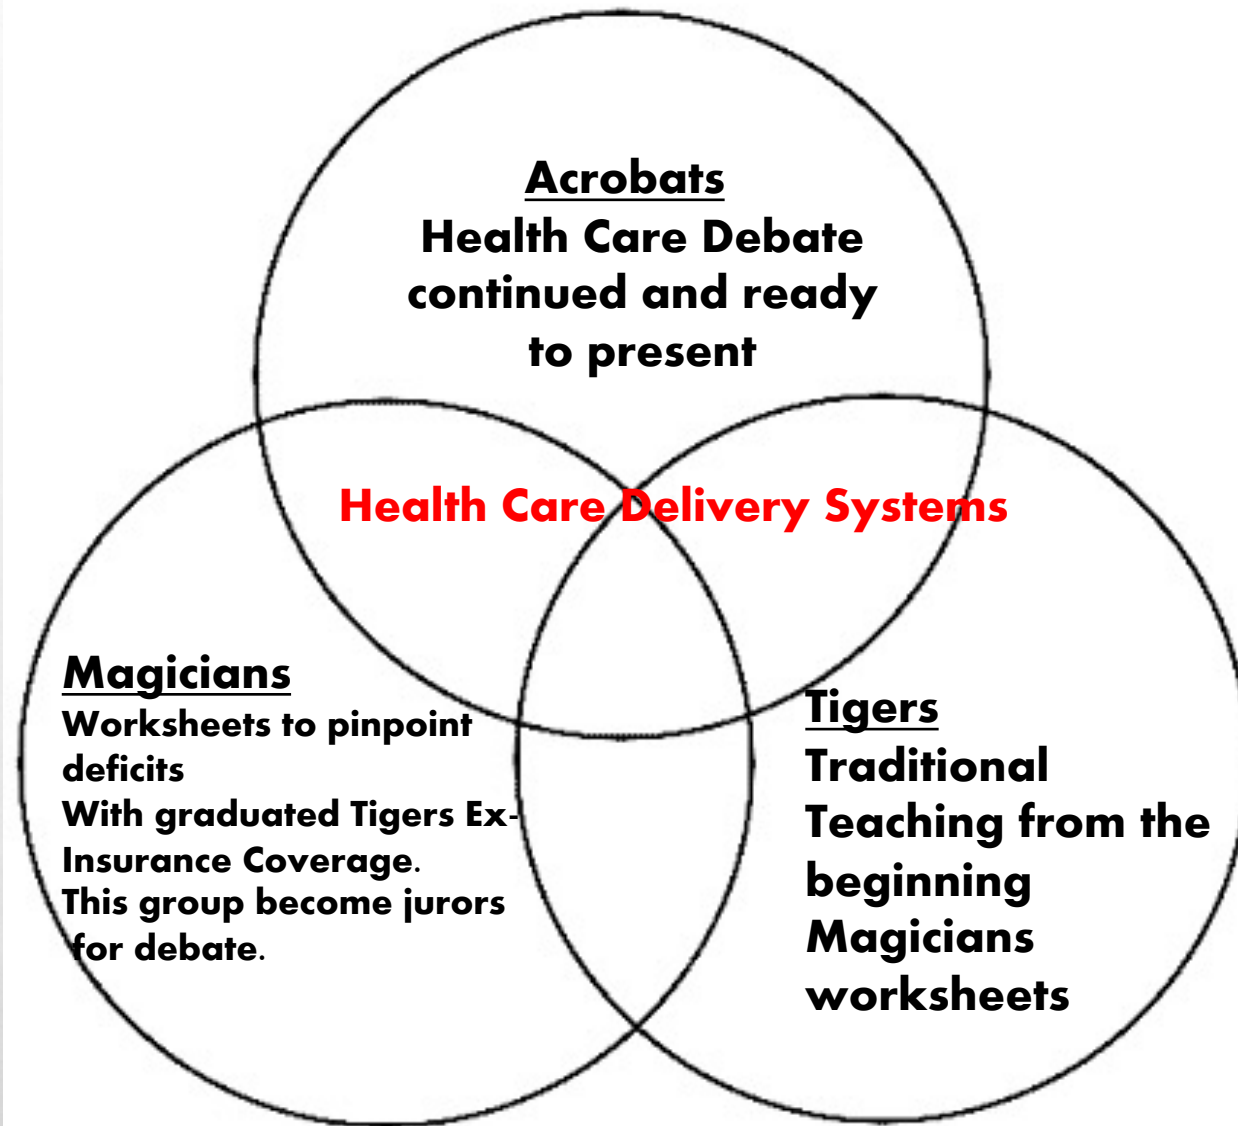 Acrobats
Health Care Debate
continued and ready
to present
Health Care Delivery Systems
Magicians
Worksheets to pinpoint
deficits
With graduated Tigers Ex-
Insurance Coverage.
This group become jurors
for debate.
Tigers
Traditional
Teaching from the
beginning
Magicians
worksheets